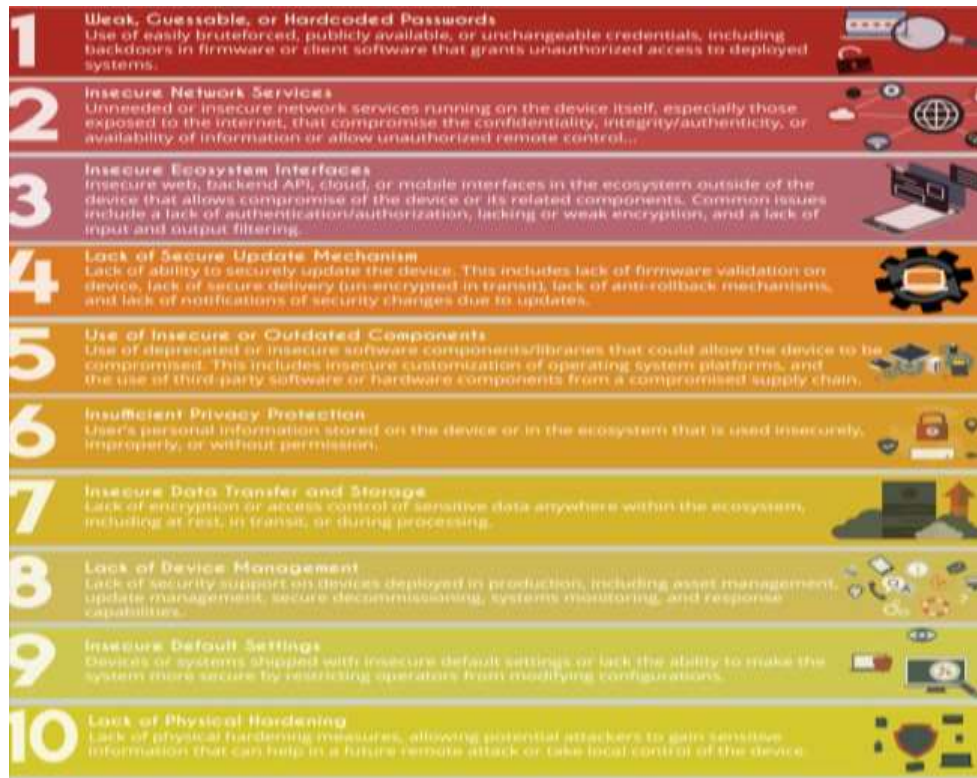 1
Weak, Guessable, or Hardcoded Passwords
Use of easily bruteforced, publicly available, or unchangeable credentials, including
backdoors in firmware or client software that grants unauthorized access to deployed
systems.
2
Insecure Network Services
Unneeded or insecure network services running on the device itself, especially those
exposed to the internet, that compromise the confidentiality, integrity/authenticity, or
availability of information or allow unauthorized remote control...
3
Insecure Ecosystem Interfaces
Insecure web, backend API, cloud, or mobile interfaces in the ecosystem outside of the
device that allows compromise of the device or its related components. Common issues
include a lack of authentication/authorization, lacking or weak encryption, and a lack of
input and output filtering.
4
Lack of Secure Update Mechanism
Lack of ability to securely update the device. This includes lack of firmware validation on
device, lack of secure delivery (un-encrypted in transit), lack of anti-rollback mechanisms,
and lack of notifications of security changes due to updates.
5
Use of Insecure or Outdated Components
Use of deprecated or insecure software components/libraries that could allow the device to be
compromised. This includes insecure customization of operating system platforms, and
the use of third-party software or hardware components from a compromised supply chain.
6
Insufficient Privacy Protection
User's personal information stored on the device or in the ecosystem that is used insecurely,
improperly, or without permission.
7
Insecure Data Transfer and Storage
Lack of encryption or access control of sensitive data anywhere within the ecosystem,
including at rest, in transit, or during processing.
8
Lack of Device Management
Lack of security support on devices deployed in production, including asset management,
update management, secure decommissioning, systems monitoring, and response
capabilities.
9
Insecure Default Settings
Devices or systems shipped with insecure default settings or lack the ability to make the
system more secure by restricting operators from modifying configurations.
10
Lack of Physical Hardening
Lack of physical hardening measures, allowing potential attackers to gain sensitive
information that can help in a future remote attack or take local control of the device.